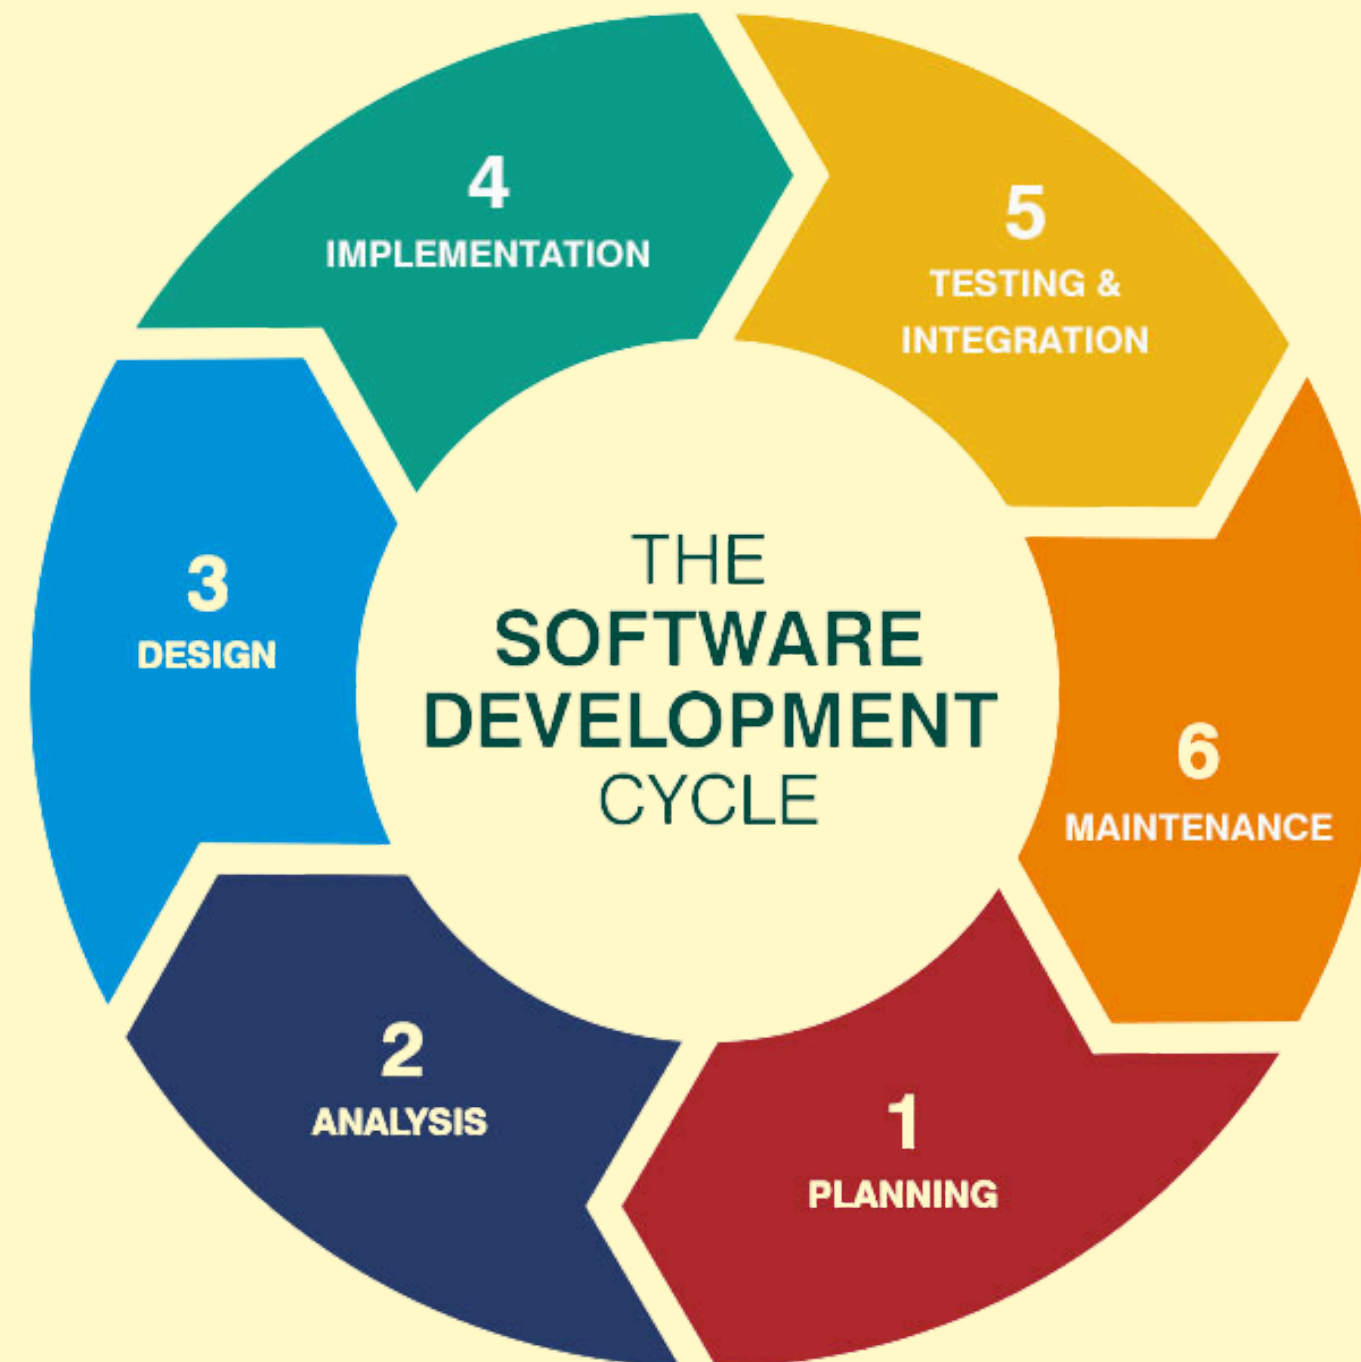 THE
SOFTWARE
DEVELOPMENT
CYCLE
1
PLANNING
2
ANALYSIS
3
DESIGN
4
IMPLEMENTATION
5
TESTING &
INTEGRATION
6
MAINTENANCE